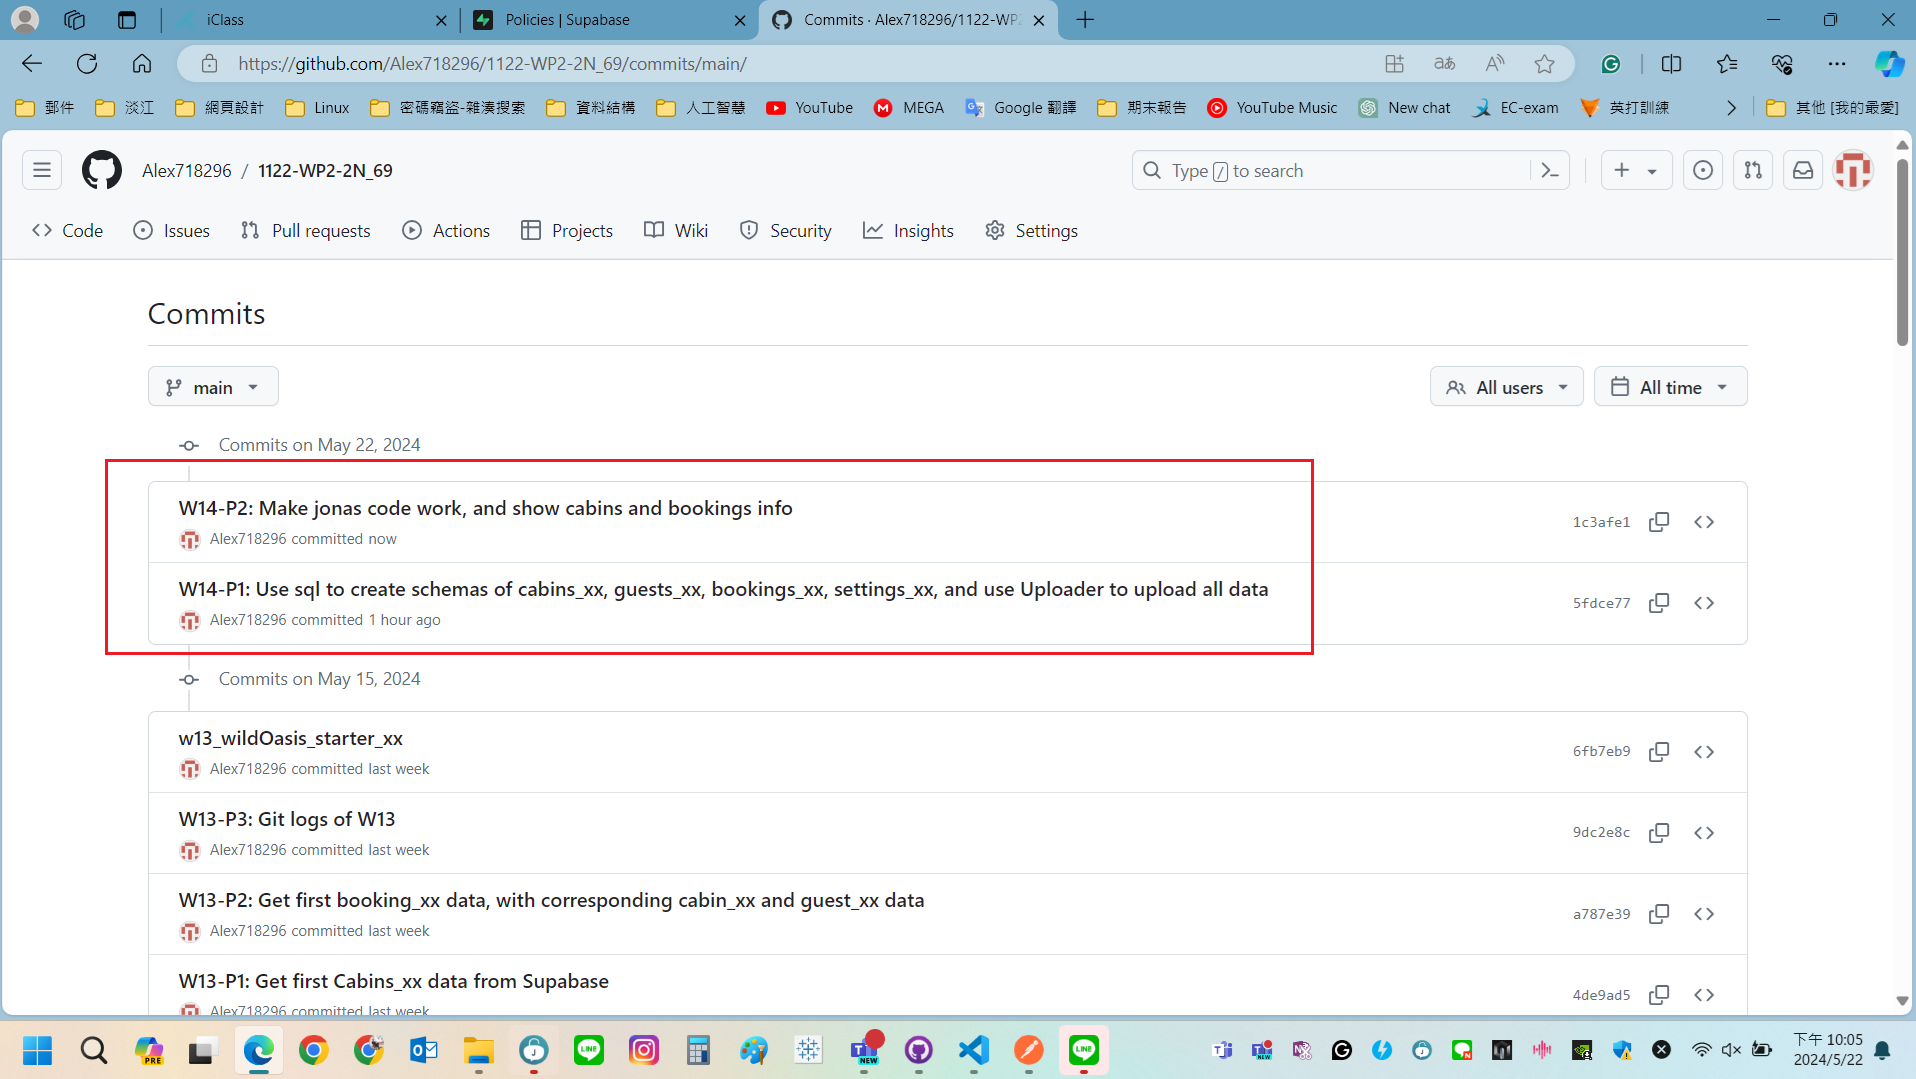 iClass
Policies | Supabase
Commits · Alex718296/1122-WP2
https://github.com/Alex718296/1122-WP2-2N_69/commits/main/
郵件
淡江
網頁設計
Linux
密碼竊盜-雜湊搜索
資料結構
人工智慧
YouTube
MEGA
Google 翻譯
期末報告
YouTube Music
New chat
EC-exam
英打訓練
其他 [我的最愛]
Alex718296 / 1122-WP2-2N_69
Type / to search
Code
Issues
Pull requests
Actions
Projects
Wiki
Security
Insights
Settings
Commits
main
All users
All time
Commits on May 22, 2024
W14-P2: Make jonas code work, and show cabins and bookings info
Alex718296 committed now
1c3afe1
W14-P1: Use sql to create schemas of cabins_xx, guests_xx, bookings_xx, settings_xx, and use Uploader to upload all data
Alex718296 committed 1 hour ago
5fdce77
Commits on May 15, 2024
w13_wildOasis_starter_xx
Alex718296 committed last week
6fb7eb9
W13-P3: Git logs of W13
Alex718296 committed last week
9dc2e8c
W13-P2: Get first booking_xx data, with corresponding cabin_xx and guest_xx data
Alex718296 committed last week
a787e39
W13-P1: Get first Cabins_xx data from Supabase
Alex718296 committed last week
4de9ad5
下午 10:05
2024/5/22